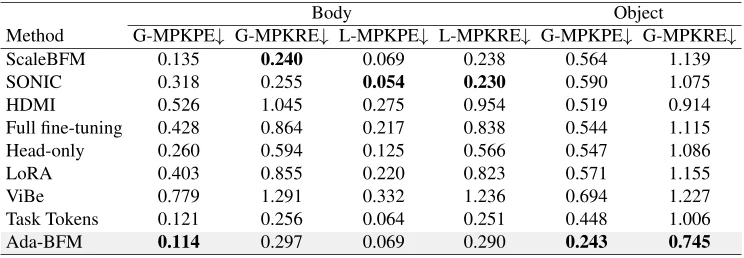 Body Object
Method G-MPKPE↓ G-MPKRE↓ L-MPKPE↓ L-MPKRE↓ G-MPKPE↓ G-MPKRE↓
ScaleBFM 0.135 0.240 0.069 0.238 0.564 1.139
SONIC 0.318 0.255 0.054 0.230 0.590 1.075
HDMI 0.526 1.045 0.275 0.954 0.519 0.914
Full fine-tuning 0.428 0.864 0.217 0.838 0.544 1.115
Head-only 0.260 0.594 0.125 0.566 0.547 1.086
LoRA 0.403 0.855 0.220 0.823 0.571 1.155
ViBe 0.779 1.291 0.332 1.236 0.694 1.227
Task Tokens 0.121 0.256 0.064 0.251 0.448 1.006
Ada-BFM 0.114 0.297 0.069 0.290 0.243 0.745